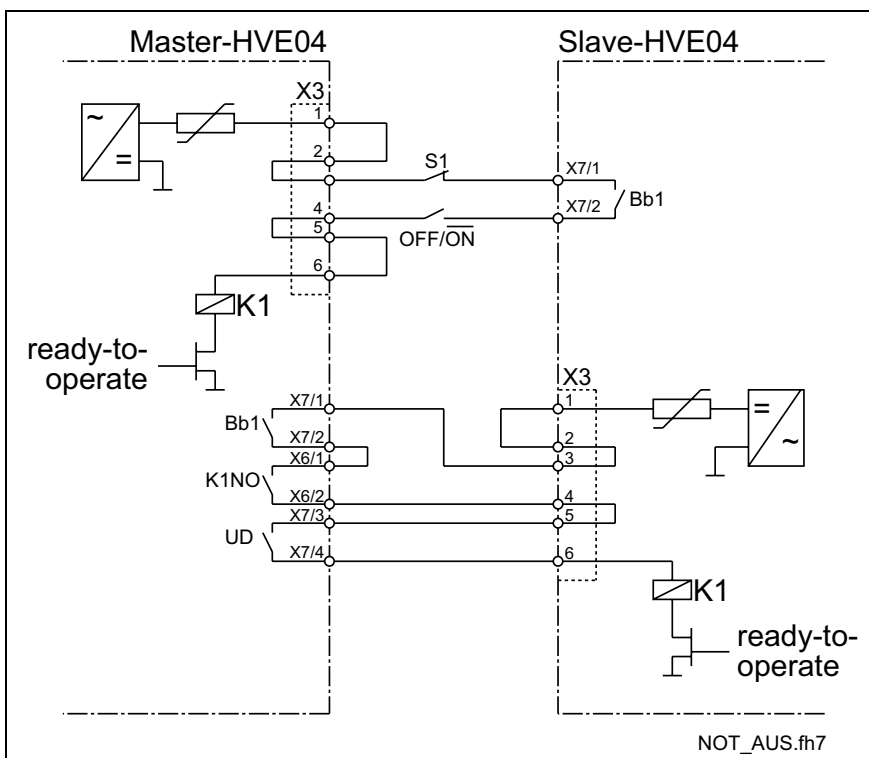 Master-HVE04
Slave-HVE04
X3
1
~
=
2
S1
X7/1
Bb1
4
X7/2
5
OFF/O̅N̅
6
K1
ready-to-
operate
X3
X7/1
1
=
~
Bb1
X7/2
2
X6/1
3
K1NO
X6/2
4
X7/3
5
UD
X7/4
6
K1
ready-to-
operate
NOT_AUS.fh7